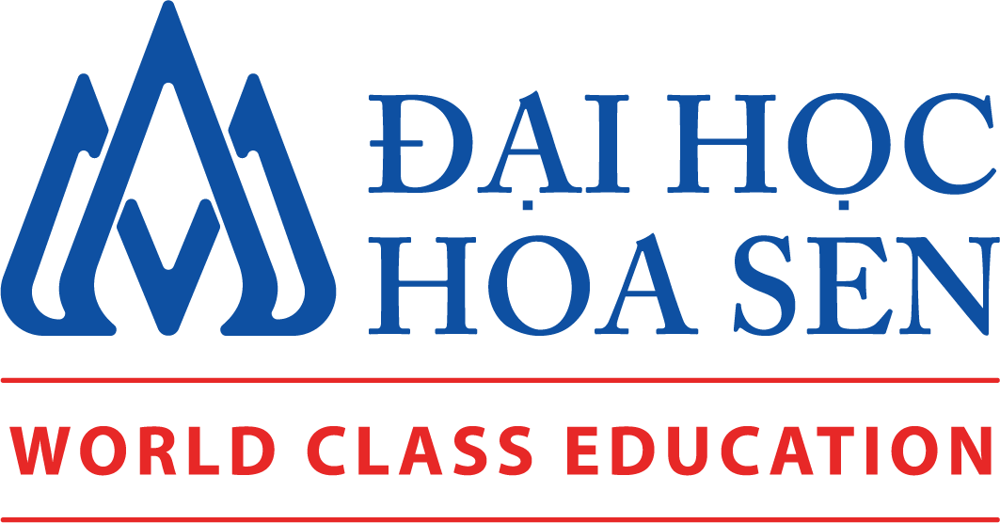 ĐẠI HỌC
HOA SEN
WORLD CLASS EDUCATION